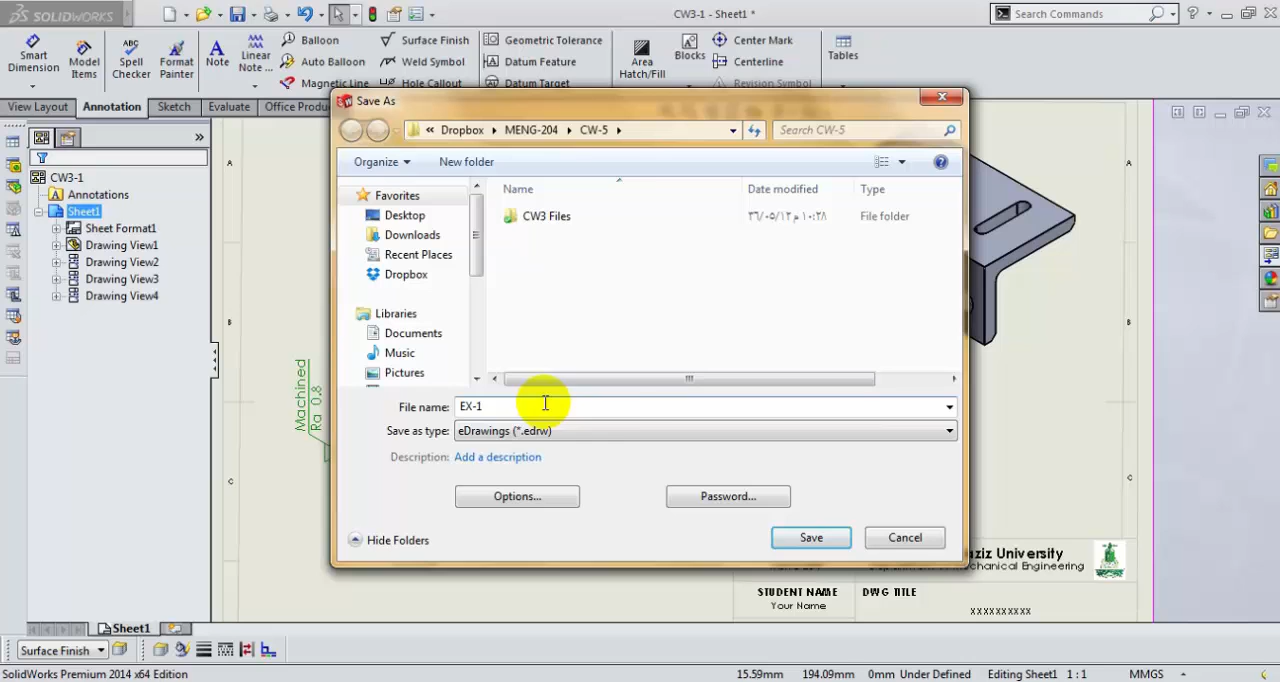 SOLIDWORKS
CW3-1 - Sheet1 *
Search Commands
Smart
Dimension
Model
Items
Spell
Checker
Format
Painter
Note
Linear
Note ...
Balloon
Auto Balloon
Magnetic Line
Surface Finish
Weld Symbol
Hole Callout
Geometric Tolerance
Datum Feature
Datum Target
Area
Hatch/Fill
Blocks
Center Mark
Centerline
Revision Symbol
Tables
View Layout
Annotation
Sketch
Evaluate
Office Produ
CW3-1
Annotations
Sheet1
Sheet Format1
Drawing View1
Drawing View2
Drawing View3
Drawing View4
A
B
C
Machined
Ra 0.8
Save As
« Dropbox
MENG-204
CW-5
Search CW-5
Organize
New folder
Favorites
Desktop
Downloads
Recent Places
Dropbox
Libraries
Documents
Music
Pictures
Name
Date modified
Type
CW3 Files
٣٦/٠٥/١٢ م ١٠:٢٨
File folder
File name:
EX-1
Save as type:
eDrawings (*.edrw)
Description:
Add a description
Options...
Password...
Hide Folders
Save
Cancel
A
B
C
aziz University
chanical Engineering
STUDENT NAME
Your Name
DWG TITLE
XXXXXXXXXX
Sheet1
Surface Finish
SolidWorks Premium 2014 x64 Edition
15.59mm
194.09mm
0mm
Under Defined
Editing Sheet1
1 : 1
MMGS